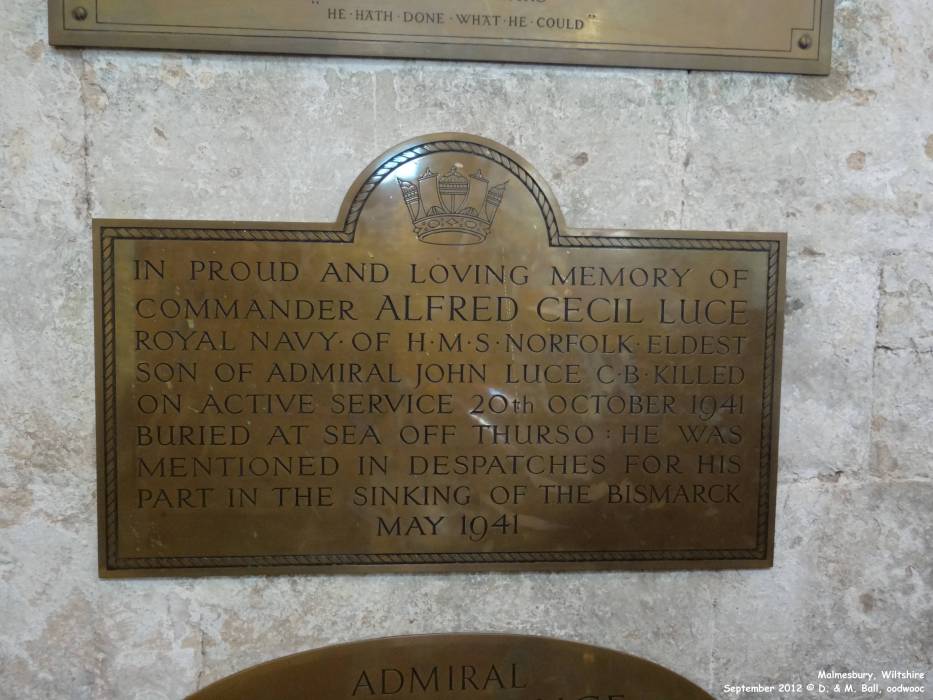 "HE·HATH·DONE·WHAT·HE·COULD"
IN PROUD AND LOVING MEMORY OF
COMMANDER ALFRED CECIL LUCE
ROYAL NAVY·OF H·M·S·NORFOLK·ELDEST
SON OF ADMIRAL JOHN LUCE C·B·KILLED
ON ACTIVE SERVICE 20th OCTOBER 1941
BURIED AT SEA OFF THURSO : HE WAS
MENTIONED IN DESPATCHES FOR HIS
PART IN THE SINKING OF THE BISMARCK
MAY 1941
ADMIRAL
Malmesbury, Wiltshire
September 2012 © D. & M. Ball, oodwooc